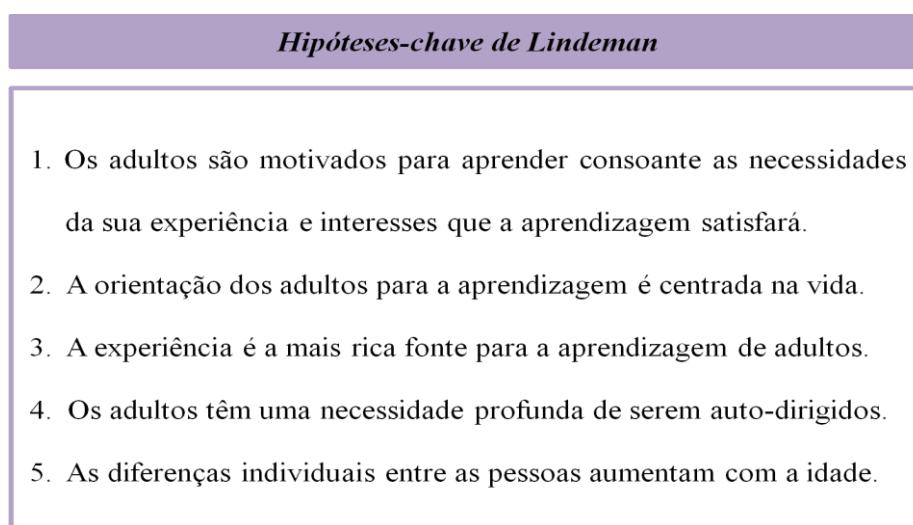 Hipóteses-chave de Lindeman
1. Os adultos são motivados para aprender consoante as necessidades
da sua experiência e interesses que a aprendizagem satisfará.
2. A orientação dos adultos para a aprendizagem é centrada na vida.
3. A experiência é a mais rica fonte para a aprendizagem de adultos.
4. Os adultos têm uma necessidade profunda de serem auto-dirigidos.
5. As diferenças individuais entre as pessoas aumentam com a idade.